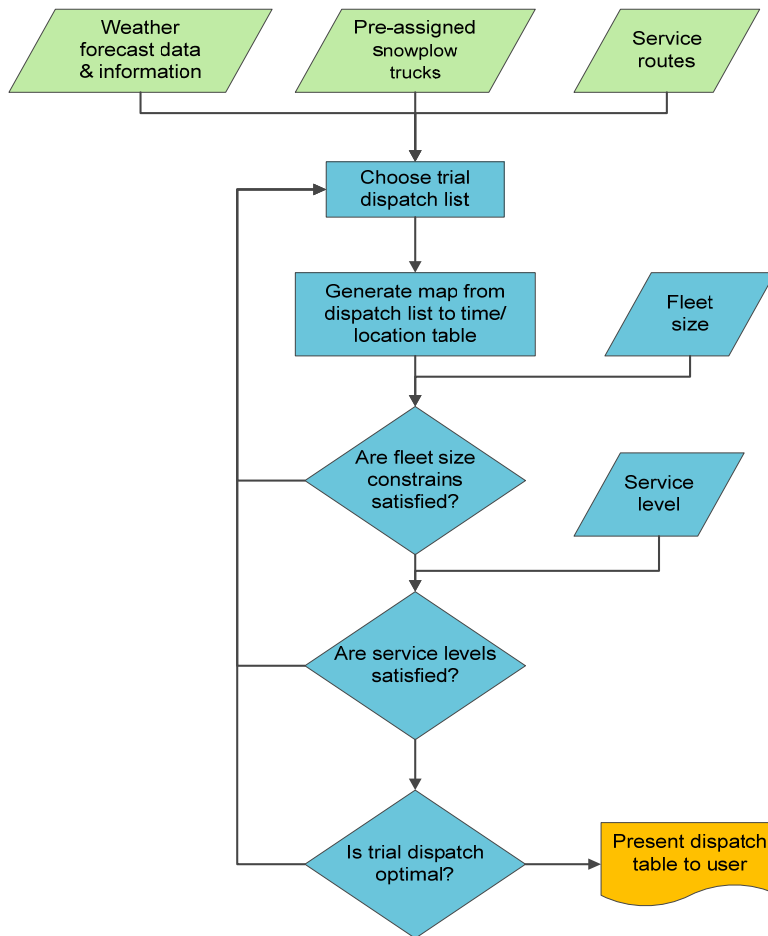 Weather
forecast data
& information
Pre-assigned
snowplow
trucks
Service
routes
Choose trial
dispatch list
Generate map from
dispatch list to time/
location table
Fleet
size
Are fleet size
constrains
satisfied?
Service
level
Are service levels
satisfied?
Is trial dispatch
optimal?
Present dispatch
table to user